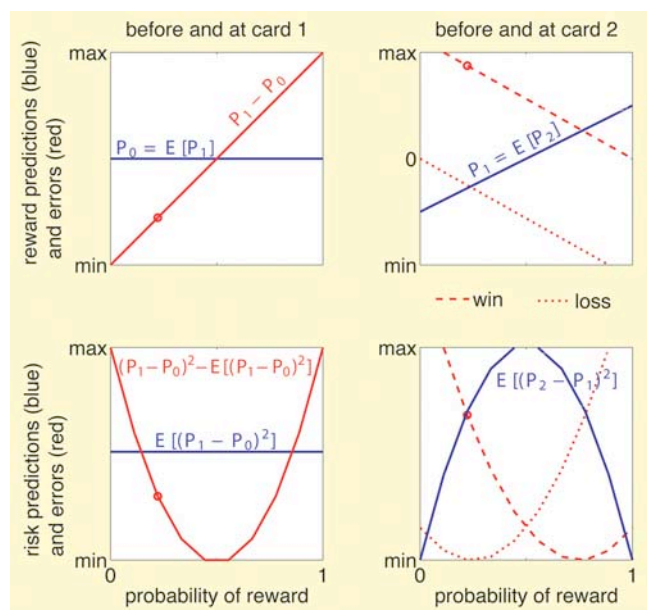 before and at card 1
before and at card 2
reward predictions (blue)
and errors (red)
max
min
P₀ = E [P₁]
P₁ − P₀
max
0
min
P₁ = E [P₂]
win
loss
risk predictions (blue)
and errors (red)
max
min
(P₁−P₀)²−E[(P₁−P₀)²]
E [(P₁ − P₀)²]
0
1
probability of reward
max
min
E [(P₂ − P₁)²]
0
1
probability of reward